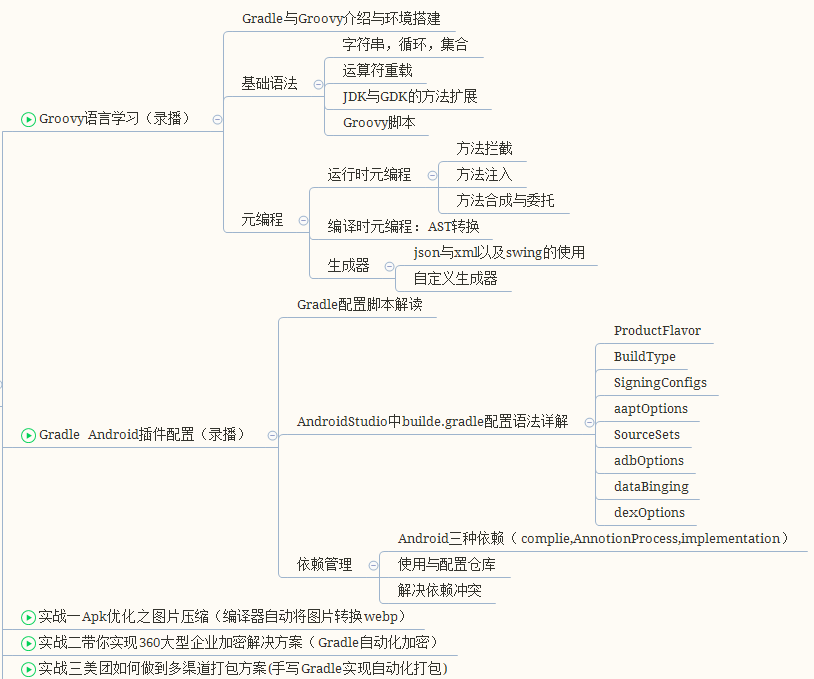 Gradle与Groovy介绍与环境搭建
字符串，循环，集合
基础语法
运算符重载
JDK与GDK的方法扩展
Groovy语言学习（录播）
Groovy脚本
方法拦截
运行时元编程
方法注入
方法合成与委托
元编程
编译时元编程：AST转换
json与xml以及swing的使用
生成器
自定义生成器
Gradle配置脚本解读
ProductFlavor
BuildType
SigningConfigs
aaptOptions
AndroidStudio中builde.gradle配置语法详解
Gradle  Android插件配置（录播）
SourceSets
adbOptions
dataBinging
dexOptions
Android三种依赖（ complie,AnnotionProcess,implementation）
依赖管理
使用与配置仓库
解决依赖冲突
实战一Apk优化之图片压缩（编译器自动将图片转换webp）
实战二带你实现360大型企业加密解决方案（ Gradle自动化加密）
实战三美团如何做到多渠道打包方案(手写Gradle实现自动化打包)